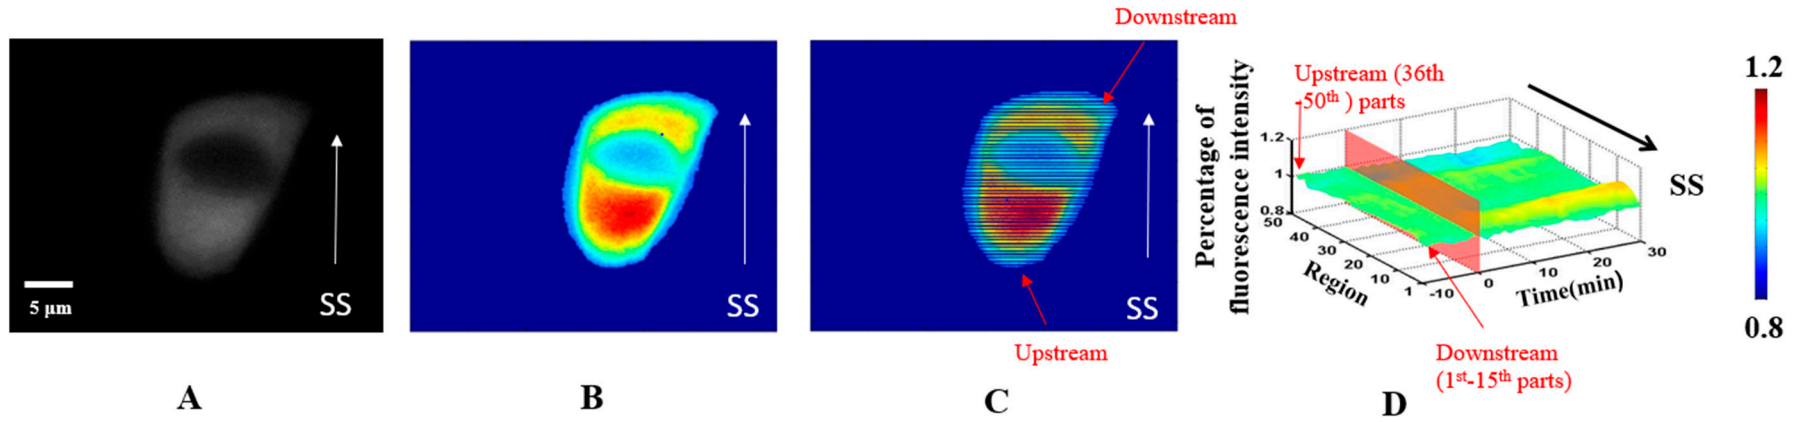 Downstream
Upstream (36th
-50th ) parts
1.2
Percentage of
fluorescence intensity
1.2
1
0.8
50
40
30
20
10
1
-10
0
10
20
30
Region
Time(min)
SS
0.8
5 μm
SS
SS
SS
Upstream
Downstream
(1st-15th parts)
A
B
C
D